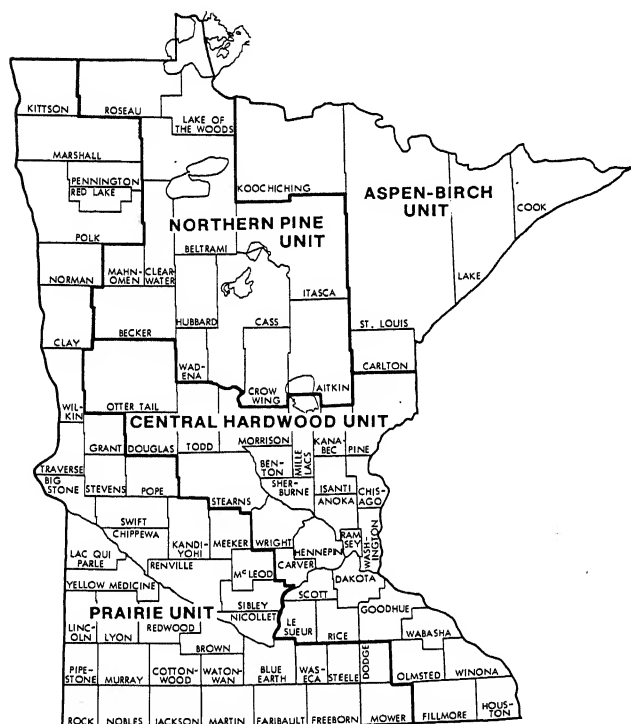 KITTSON
ROSEAU
LAKE OF
THE WOODS
MARSHALL
PENNINGTON
RED LAKE
KOOCHICHING
ASPEN-BIRCH
UNIT
COOK
NORTHERN PINE
UNIT
POLK
BELTRAMI
LAKE
NORMAN
MAHN-
OMEN
CLEAR-
WATER
ITASCA
HUBBARD
CASS
ST. LOUIS
CLAY
BECKER
WAD-
ENA
CARLTON
CROW
WING
AITKIN
WIL-
KIN
OTTER TAIL
CENTRAL HARDWOOD UNIT
GRANT
DOUGLAS
TODD
MORRISON
MILLE
LACS
KANA-
BEC
PINE
TRAVERSE
BIG
STONE
STEVENS
POPE
BEN-
TON
SHER-
BURNE
ISANTI
CHIS-
AGO
STEARNS
ANOKA
SWIFT
CHIPPEWA
KANDI-
YOHI
MEEKER
WRIGHT
HENNEPIN
RAM
SEY
WASH-
INGTON
LAC QUI
PARLE
RENVILLE
McLEOD
CARVER
DAKOTA
YELLOW MEDICINE
SCOTT
PRAIRIE UNIT
SIBLEY
NICOLLET
GOODHUE
LINC-
OLN
LYON
REDWOOD
LE
SUEUR
RICE
WABASHA
BROWN
PIPE-
STONE
MURRAY
COTTON-
WOOD
WATON-
WAN
BLUE
EARTH
WAS-
ECA
STEELE
DODGE
OLMSTED
WINONA
ROCK
NOBLES
JACKSON
MARTIN
FARIBAULT
FREEBORN
MOWER
FILLMORE
HOUS-
TON